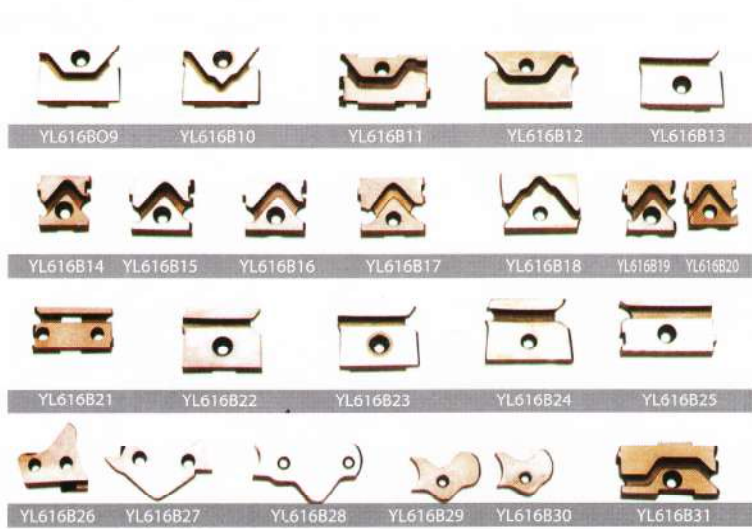 YL616BO9 YL616B10 YL616B11 YL616B12 YL616B13
YL616B14 YL616B15 YL616B16 YL616B17 YL616B18 YL616B19 YL616B20
YL616B21 YL616B22 YL616B23 YL616B24 YL616B25
YL616B26 YL616B27 YL616B28 YL616B29 YL616B30 YL616B31